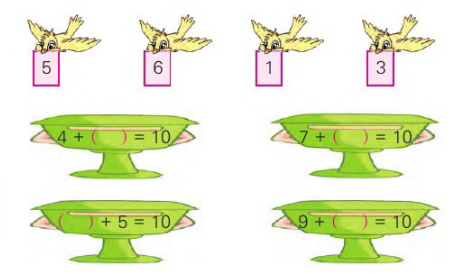 5 6 1 3
4 + (  ) = 10 7 + (  ) = 10
(  ) + 5 = 10 9 + (  ) = 10